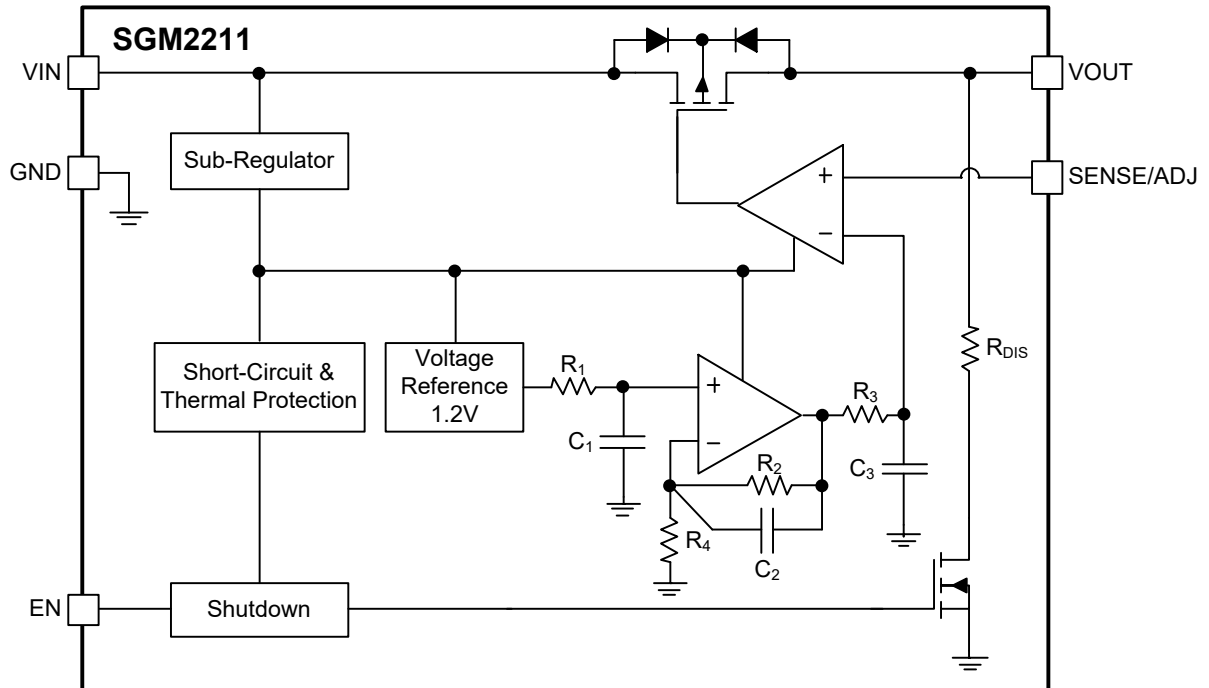 SGM2211
VIN
VOUT
Sub-Regulator
GND
SENSE/ADJ
+
−
Short-Circuit &
Thermal Protection
Voltage
Reference
1.2V
R1
C1
+
−
R2
C2
R4
R3
C3
RDIS
EN
Shutdown